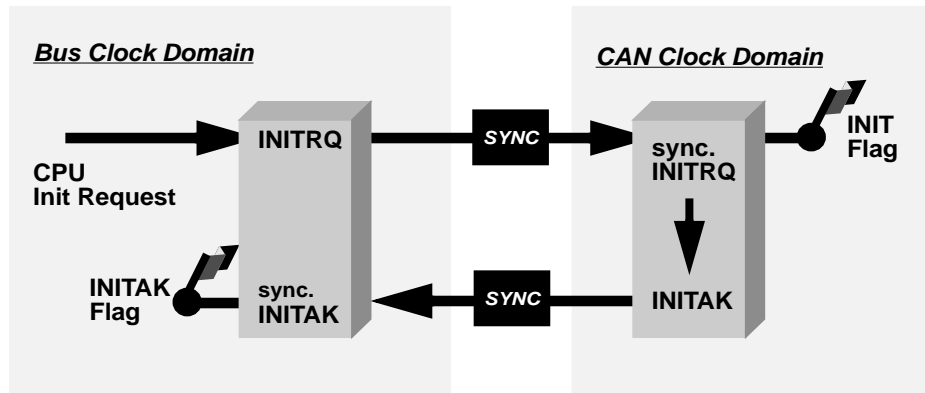 Bus Clock Domain
CAN Clock Domain
CPU
Init Request
INITRQ
SYNC
sync.
INITRQ
INIT
Flag
INITAK
Flag
sync.
INITAK
SYNC
INITAK